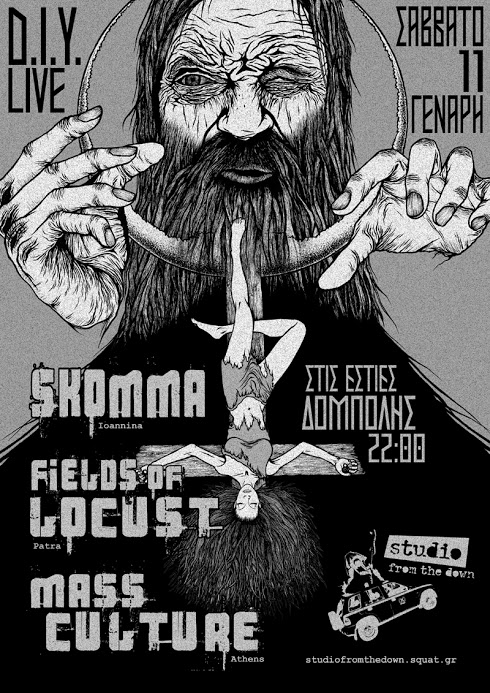 D.I.Y.
LIVE
ΣΑΒΒΑΤΟ
11
ΓΕΝΑΡΗ
SKOMMA
Ioannina
ΣΤΙΣ ΕΣΤΙΕΣ
ΔΟΜΠΟΛΗΣ
22:00
FiELDS OF
LOCUST
Patra
MASS
CULTURE
Athens
studio
from the down
studiofromthedown.squat.gr